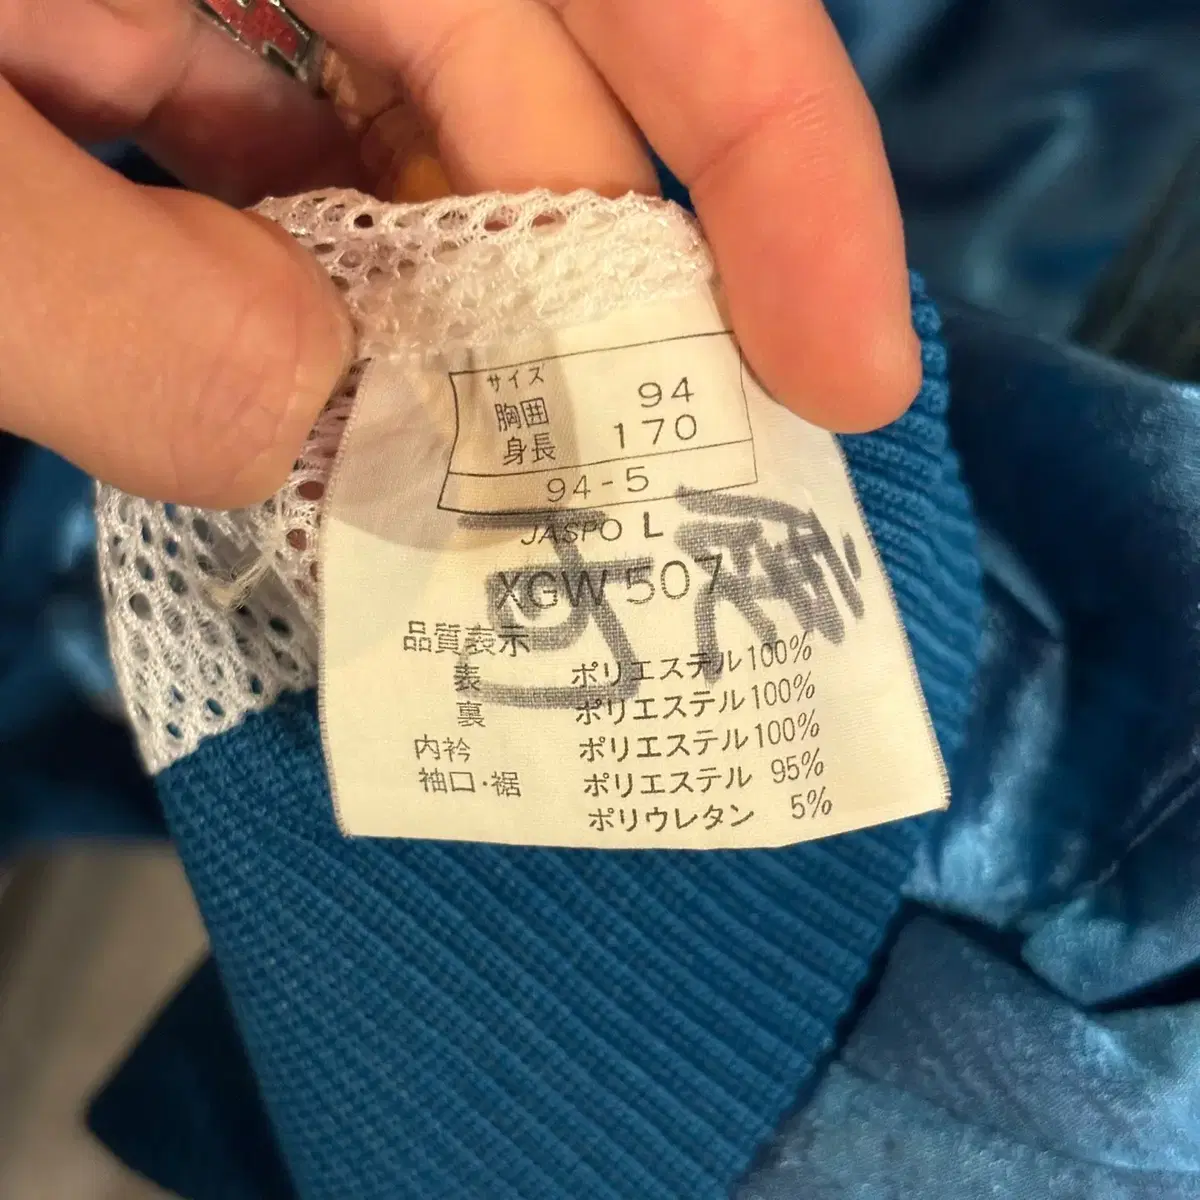 サイズ
胸囲 94
身長 170
94-5
JASPO L
XGW 507
品質表示
表 ポリエステル100%
裏 ポリエステル100%
内衿 ポリエステル100%
袖口・裾 ポリエステル 95%
ポリウレタン 5%